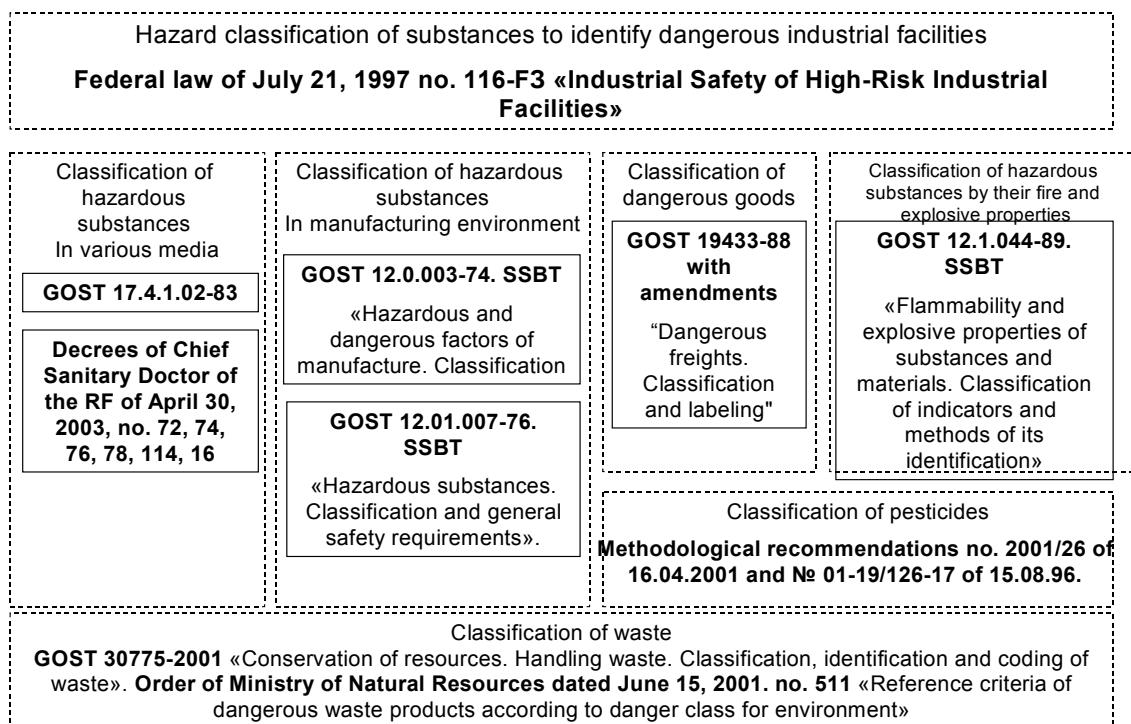 Hazard classification of substances to identify dangerous industrial facilities
Federal law of July 21, 1997 no. 116-F3 «Industrial Safety of High-Risk Industrial
Facilities»
Classification of
hazardous
substances
In various media
GOST 17.4.1.02-83
Decrees of Chief
Sanitary Doctor of
the RF of April 30,
2003, no. 72, 74,
76, 78, 114, 16
Classification of hazardous
substances
In manufacturing environment
GOST 12.0.003-74. SSBT
«Hazardous and
dangerous factors of
manufacture. Classification
GOST 12.01.007-76.
SSBT
«Hazardous substances.
Classification and general
safety requirements».
Classification of
dangerous goods
GOST 19433-88
with
amendments
“Dangerous
freights.
Classification
and labeling"
Classification of hazardous
substances by their fire and
explosive properties
GOST 12.1.044-89.
SSBT
«Flammability and
explosive properties of
substances and
materials. Classification
of indicators and
methods of its
identification»
Classification of pesticides
Methodological recommendations no. 2001/26 of
16.04.2001 and № 01-19/126-17 of 15.08.96.
Classification of waste
GOST 30775-2001 «Conservation of resources. Handling waste. Classification, identification and coding of
waste». Order of Ministry of Natural Resources dated June 15, 2001. no. 511 «Reference criteria of
dangerous waste products according to danger class for environment»